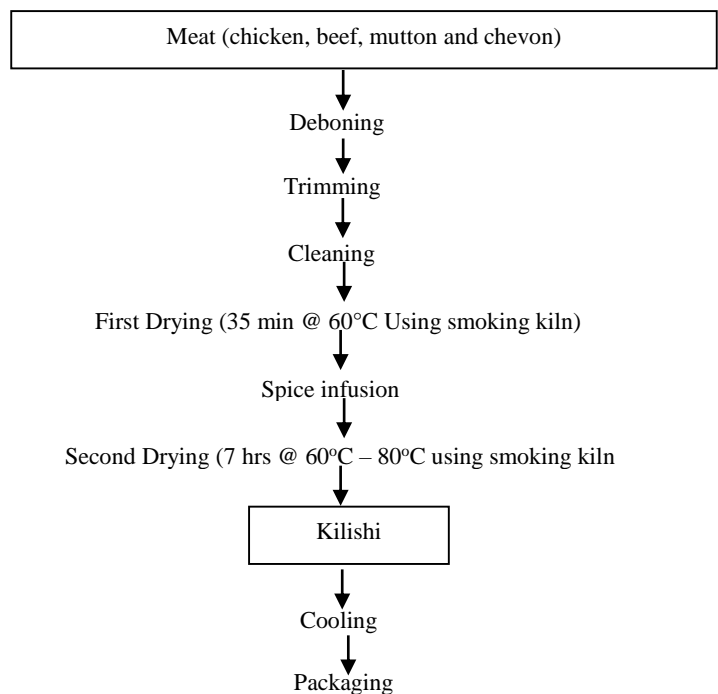 Meat (chicken, beef, mutton and chevon)
Deboning
Trimming
Cleaning
First Drying (35 min @ 60°C Using smoking kiln)
Spice infusion
Second Drying (7 hrs @ 60°C – 80°C using smoking kiln
Kilishi
Cooling
Packaging